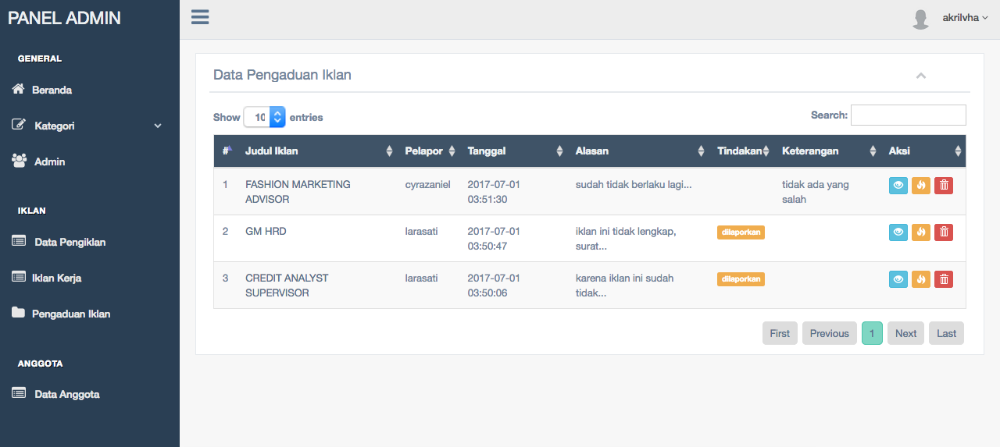 PANEL ADMIN
akrilvha
GENERAL
Beranda
Kategori
Admin
IKLAN
Data Pengiklan
Iklan Kerja
Pengaduan Iklan
ANGGOTA
Data Anggota
Data Pengaduan Iklan
Show 10 entries
Search:
# Judul Iklan Pelapor Tanggal Alasan Tindakan Keterangan Aksi
1 FASHION MARKETING cyrazaniel 2017-07-01 sudah tidak berlaku lagi... tidak ada yang
ADVISOR 03:51:30 salah
2 GM HRD larasati 2017-07-01 iklan ini tidak lengkap, dilaporkan
03:50:47 surat...
3 CREDIT ANALYST larasati 2017-07-01 karena iklan ini sudah dilaporkan
SUPERVISOR 03:50:06 tidak...
First Previous 1 Next Last